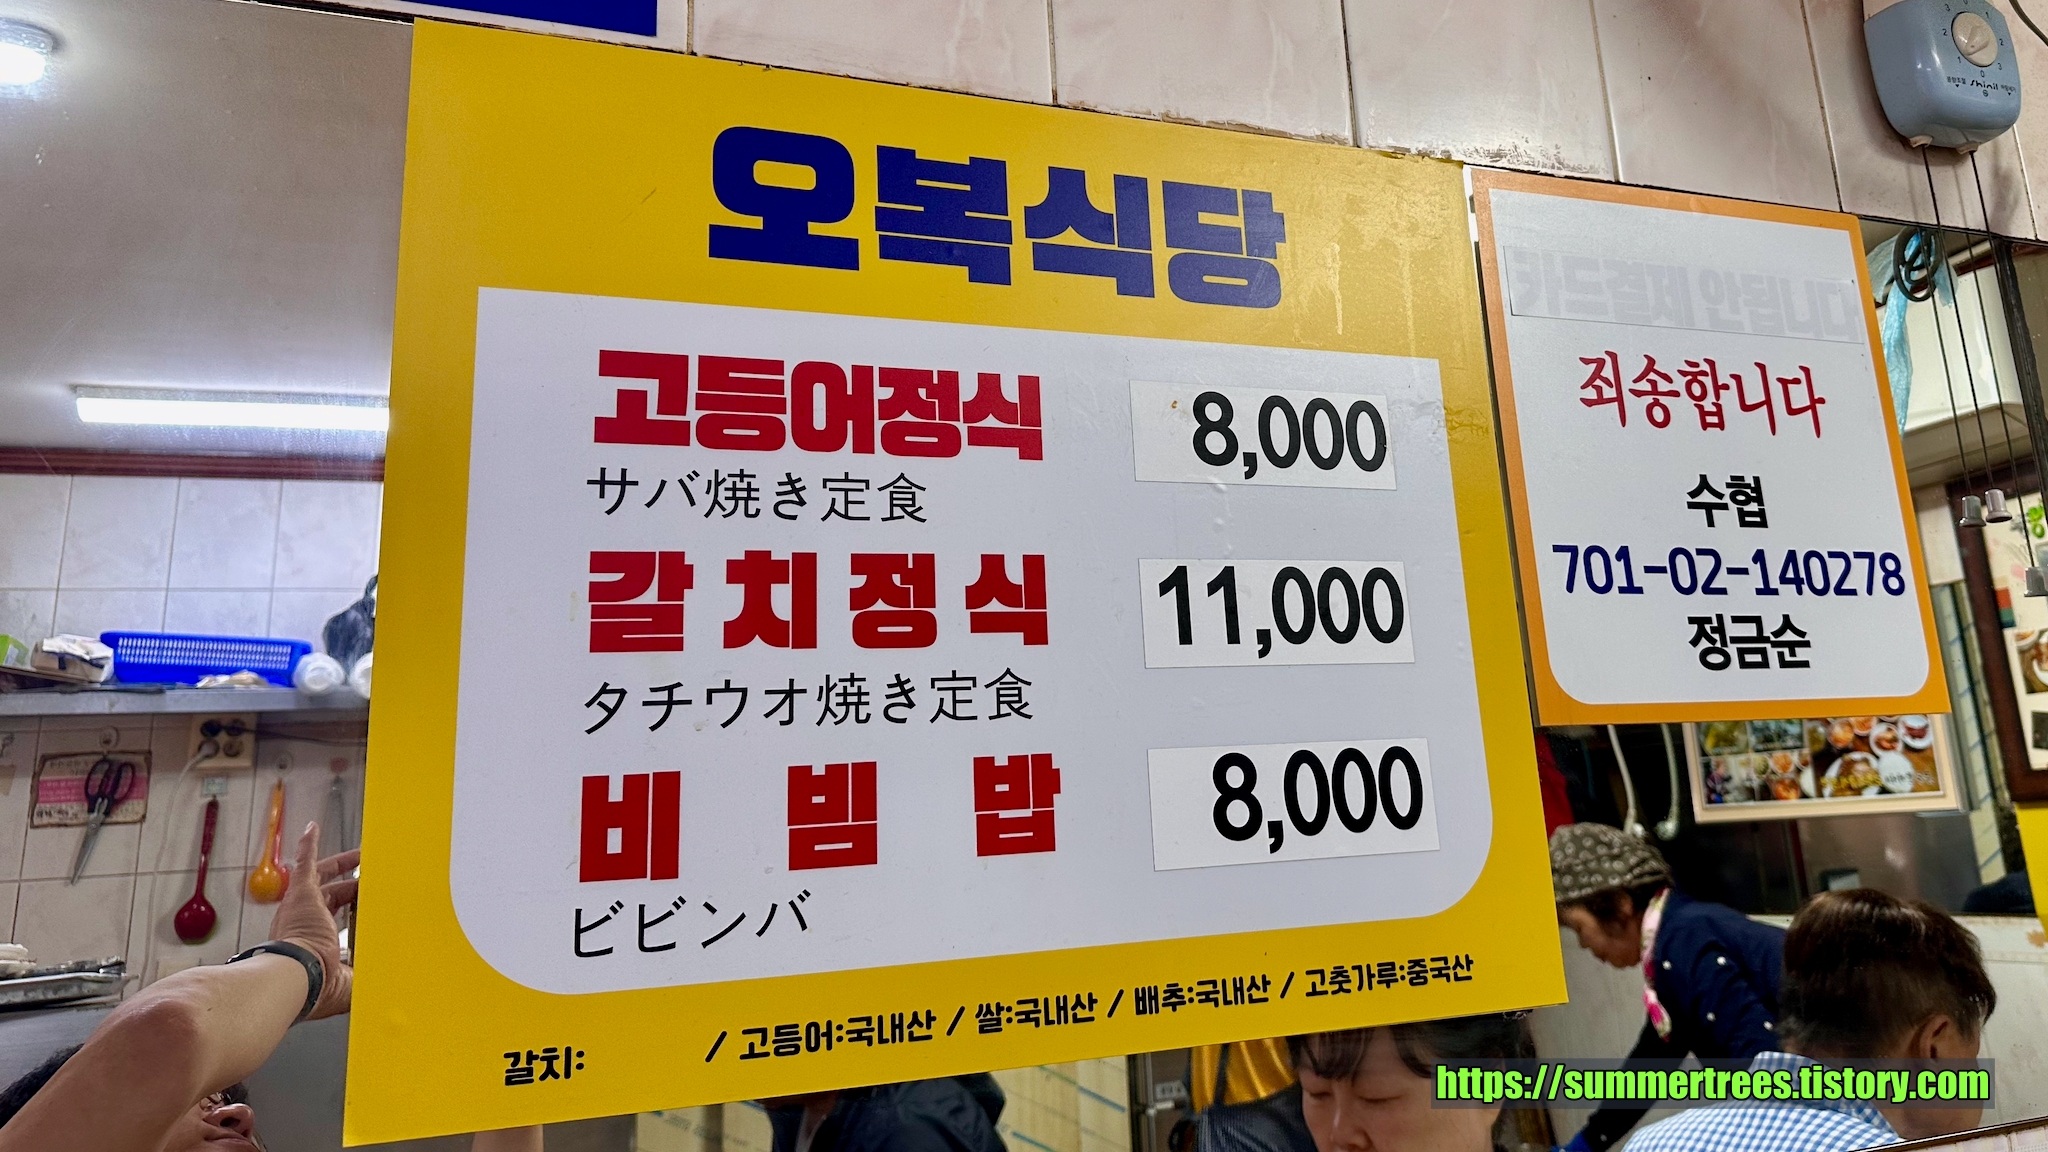 오복식당
고등어정식 8,000
サバ焼き定食
갈치정식 11,000
タチウオ焼き定食
비빔밥 8,000
ビビンバ
갈치: / 고등어:국내산 / 쌀:국내산 / 배추:국내산 / 고춧가루:중국산
카드결제 안됩니다
죄송합니다
수협
701-02-140278
정금순
shinil
https://summertrees.tistory.com